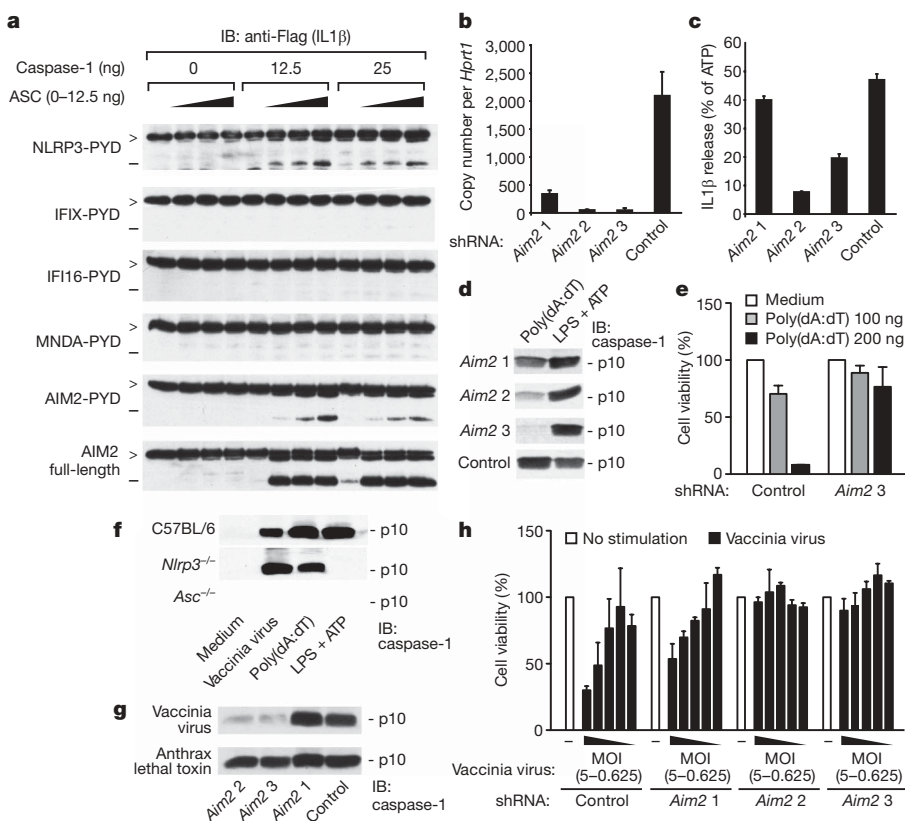 a
IB: anti-Flag (IL1β)
Caspase-1 (ng)
0
12.5
25
ASC (0–12.5 ng)
NLRP3-PYD
>
–
IFIX-PYD
>
–
IFI16-PYD
>
–
MNDA-PYD
>
–
AIM2-PYD
>
–
AIM2
full-length
>
–
b
3,000
2,500
2,000
1,500
1,000
500
0
Copy number per Hprt1
shRNA:
Aim2 1
Aim2 2
Aim2 3
Control
c
60
50
40
30
20
10
0
IL1β release (% of ATP)
Aim2 1
Aim2 2
Aim2 3
Control
d
Poly(dA:dT)
LPS + ATP
IB:
caspase-1
Aim2 1
- p10
Aim2 2
- p10
Aim2 3
- p10
Control
- p10
e
Medium
Poly(dA:dT) 100 ng
Poly(dA:dT) 200 ng
150
100
50
0
Cell viability (%)
shRNA:
Control
Aim2 3
f
C57BL/6
- p10
Nlrp3–/–
- p10
Asc–/–
- p10
Medium
Vaccinia virus
Poly(dA:dT)
LPS + ATP
IB:
caspase-1
g
Vaccinia
virus
- p10
Anthrax
lethal toxin
- p10
Aim2 2
Aim2 3
Aim2 1
Control
IB:
caspase-1
h
No stimulation
Vaccinia virus
150
100
50
0
Cell viability (%)
– – – –
MOI MOI MOI MOI
Vaccinia virus: (5–0.625) (5–0.625) (5–0.625) (5–0.625)
shRNA: Control Aim2 1 Aim2 2 Aim2 3